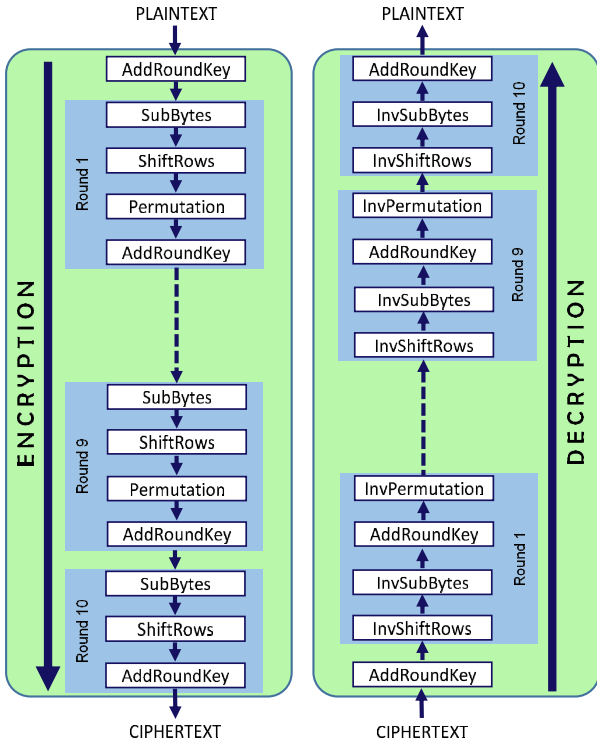 PLAINTEXT
AddRoundKey
SubBytes
ShiftRows
Permutation
AddRoundKey
Round 1
SubBytes
ShiftRows
Permutation
AddRoundKey
Round 9
SubBytes
ShiftRows
AddRoundKey
Round 10
CIPHERTEXT
ENCRYPTION
PLAINTEXT
AddRoundKey
InvSubBytes
InvShiftRows
Round 10
InvPermutation
AddRoundKey
InvSubBytes
InvShiftRows
Round 9
InvPermutation
AddRoundKey
InvSubBytes
InvShiftRows
Round 1
AddRoundKey
CIPHERTEXT
DECRYPTION